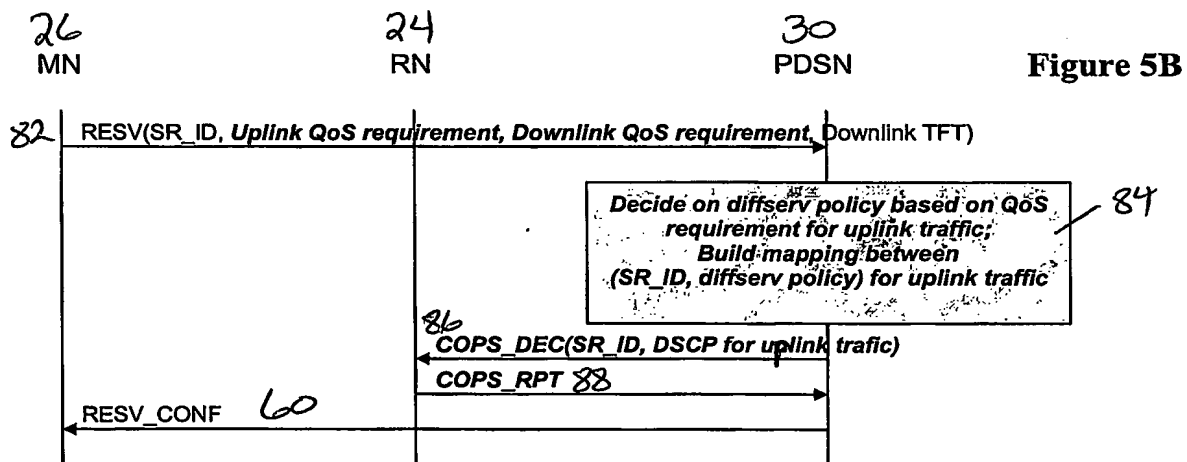 26 24 30
MN RN PDSN Figure 5B
82 RESV(SR_ID, Uplink QoS requirement, Downlink QoS requirement, Downlink TFT)
Decide on diffserv policy based on QoS 84
requirement for uplink traffic;
Build mapping between
(SR_ID, diffserv policy) for uplink traffic
86
COPS_DEC(SR_ID, DSCP for uplink trafic)
COPS_RPT 88
RESV_CONF 60